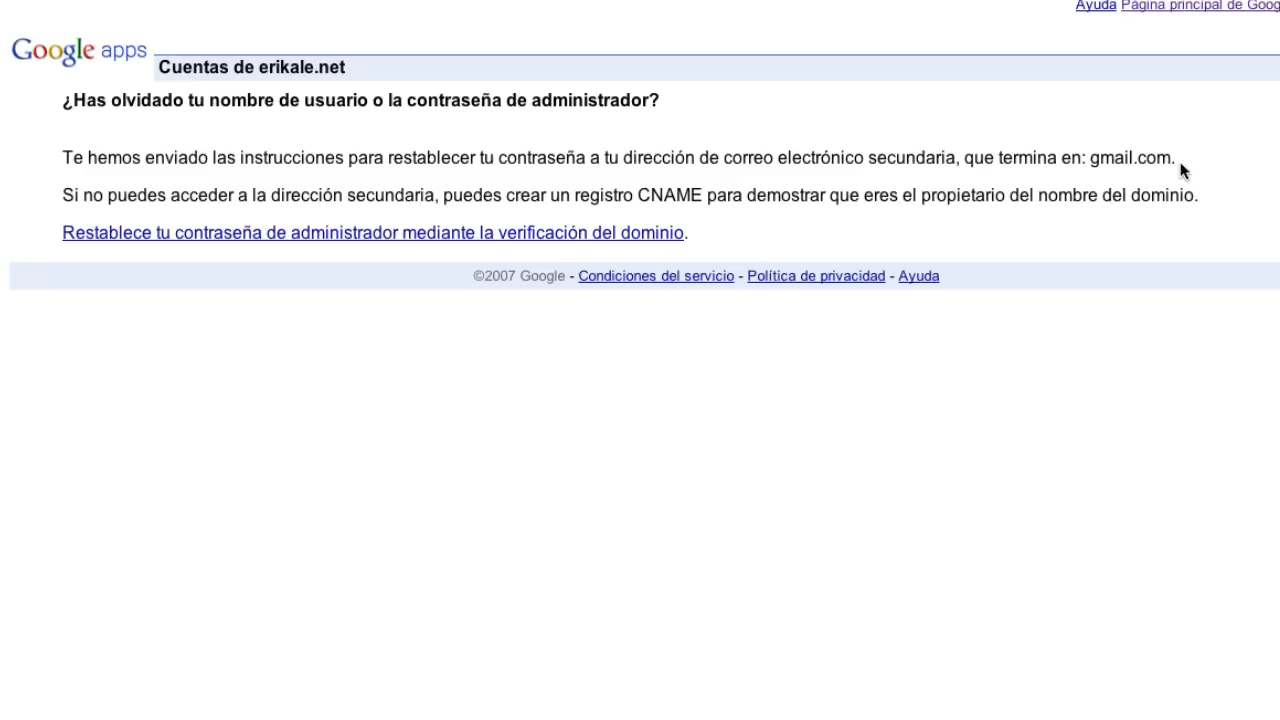 Ayuda Página principal de Goog
Google apps
Cuentas de erikale.net
¿Has olvidado tu nombre de usuario o la contraseña de administrador?
Te hemos enviado las instrucciones para restablecer tu contraseña a tu dirección de correo electrónico secundaria, que termina en: gmail.com.
Si no puedes acceder a la dirección secundaria, puedes crear un registro CNAME para demostrar que eres el propietario del nombre del dominio.
Restablece tu contraseña de administrador mediante la verificación del dominio.
©2007 Google - Condiciones del servicio - Política de privacidad - Ayuda